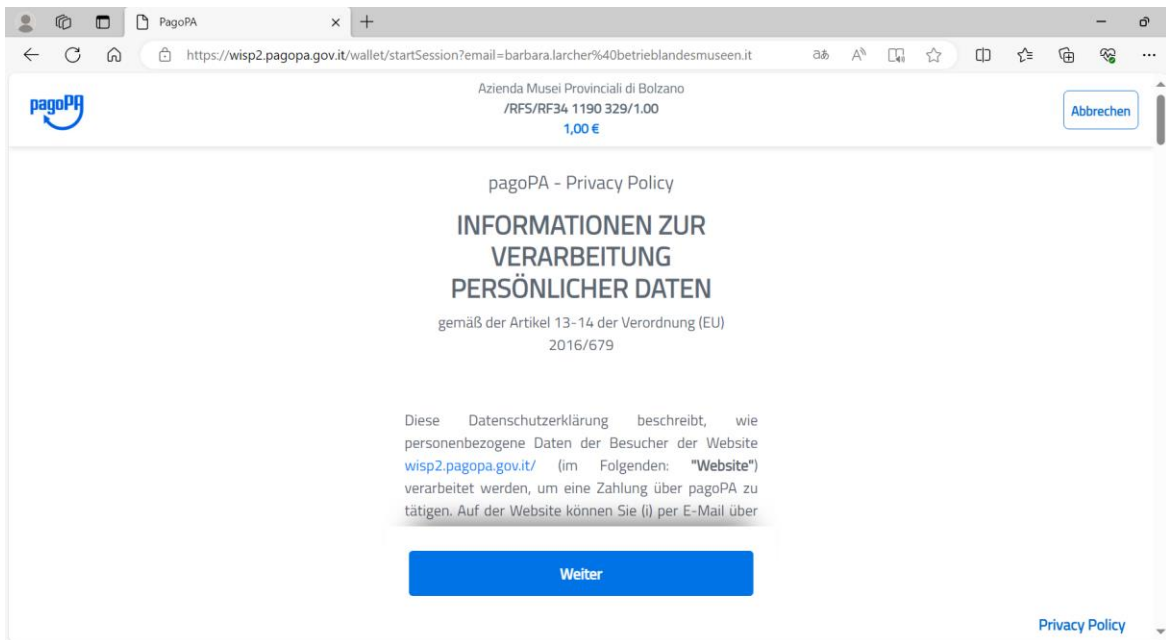 PagoPA
https://wisp2.pagopa.gov.it/wallet/startSession?email=barbara.larcher%40betrieblandesmuseen.it
pagoPA
Azienda Musei Provinciali di Bolzano
/RFS/RF34 1190 329/1.00
1,00 €
Abbrechen
pagoPA - Privacy Policy
INFORMATIONEN ZUR
VERARBEITUNG
PERSÖNLICHER DATEN
gemäß der Artikel 13-14 der Verordnung (EU)
2016/679
Diese Datenschutzerklärung beschreibt, wie
personenbezogene Daten der Besucher der Website
wisp2.pagopa.gov.it/ (im Folgenden: "Website")
verarbeitet werden, um eine Zahlung über pagoPA zu
tätigen. Auf der Website können Sie (i) per E-Mail über
Weiter
Privacy Policy